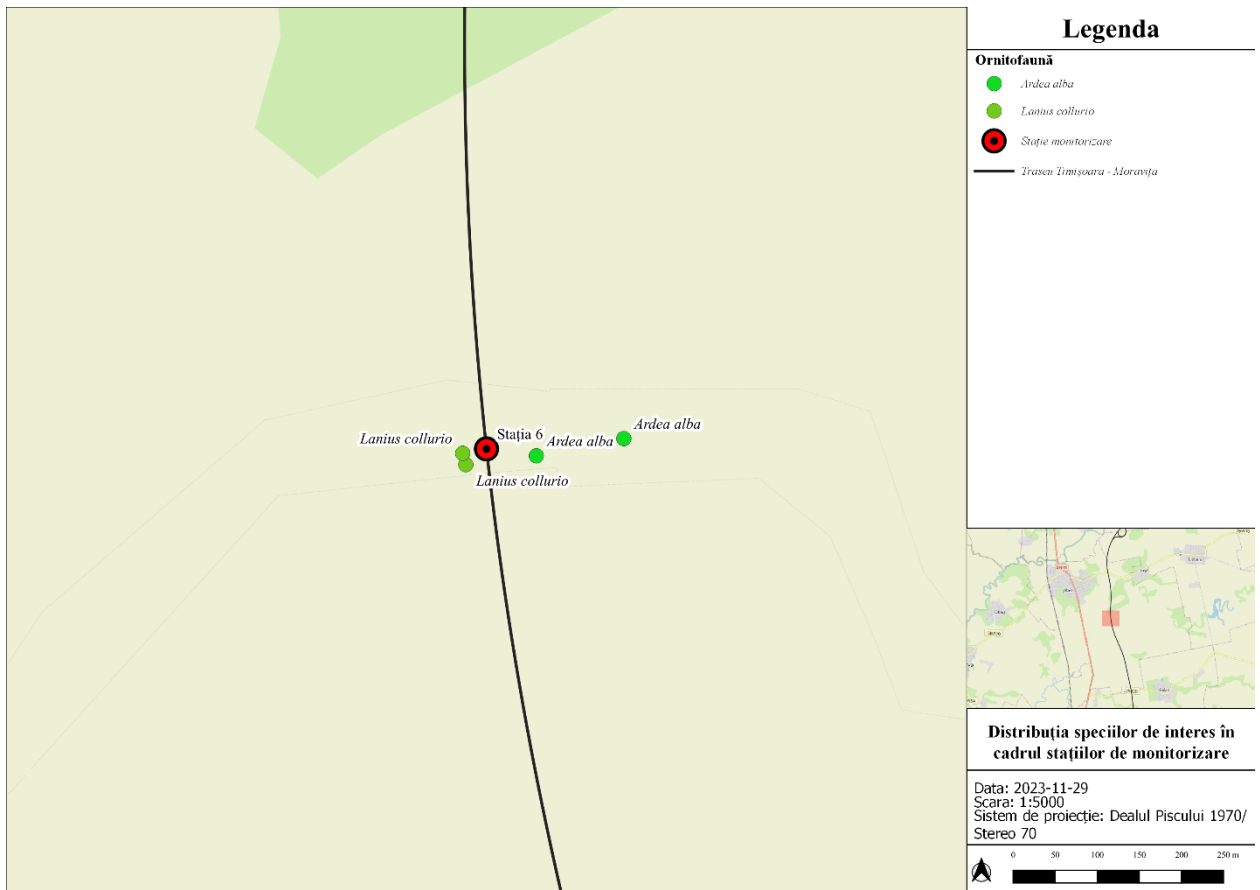 Legenda
Ornitofaună
Ardea alba
Lanius collurio
Stație monitorizare
Traseu Timișoara - Moravița
Ardea alba
Stația 6
Ardea alba
Lanius collurio
Lanius collurio
Distribuția speciilor de interes în
cadrul stațiilor de monitorizare
Data: 2023-11-29
Scara: 1:5000
Sistem de proiecție: Dealul Piscului 1970/
Stereo 70
0 50 100 150 200 250 m